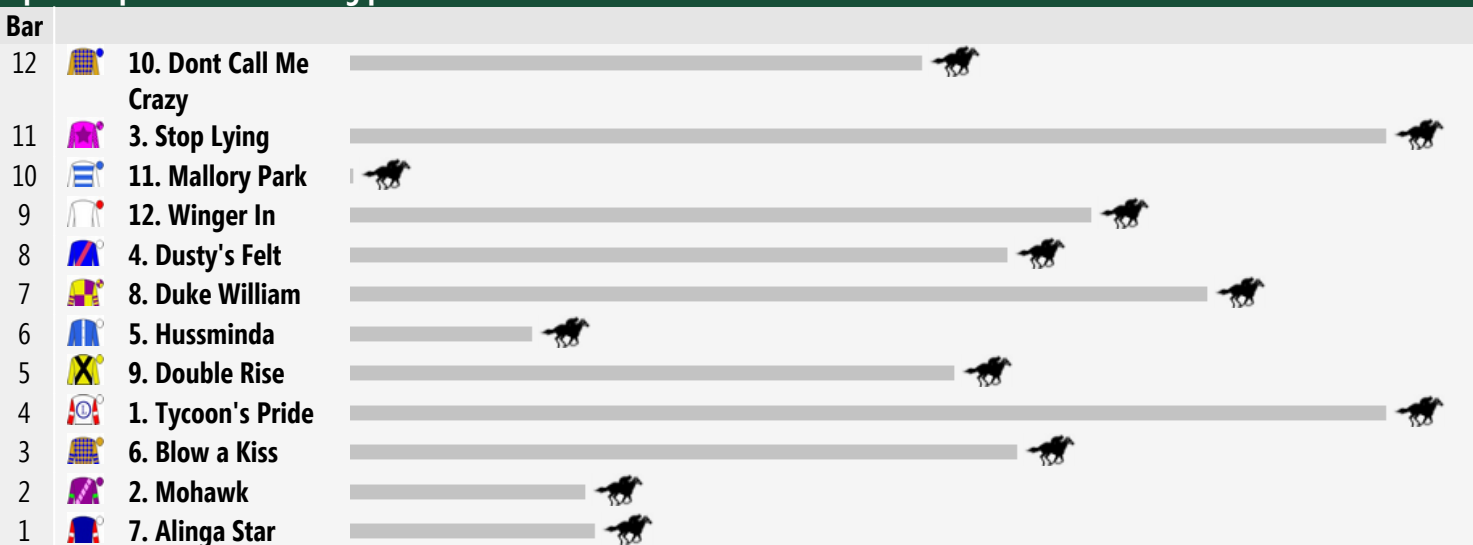 Bar
12 10. Dont Call Me
Crazy
11 3. Stop Lying
10 11. Mallory Park
9 12. Winger In
8 4. Dusty's Felt
7 8. Duke William
6 5. Hussminda
5 9. Double Rise
4 1. Tycoon's Pride
3 6. Blow a Kiss
2 2. Mohawk
1 7. Alinga Star